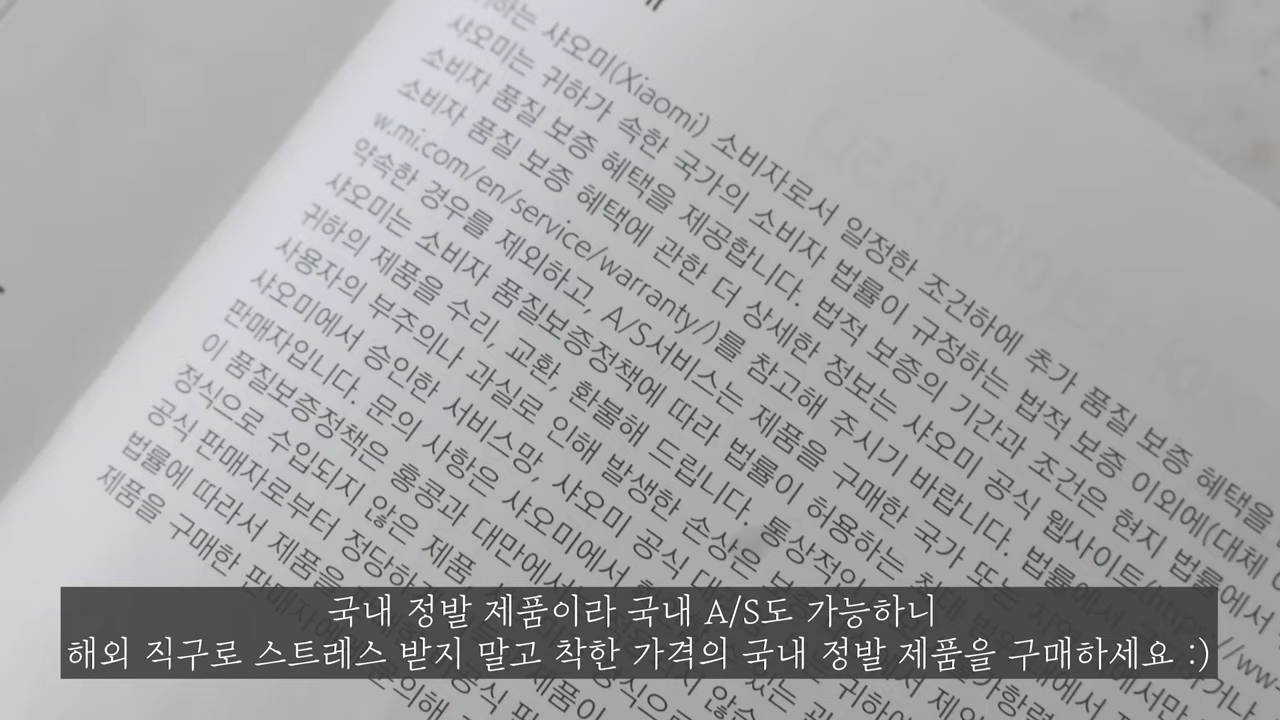 귀하는 샤오미(Xiaomi) 소비자로서 일정한 조건하에 추가 품질 보증 혜택을
샤오미는 귀하가 속한 국가의 소비자 법률이 규정하는 법적 보증 이외에(대체
소비자 품질 보증 혜택을 제공합니다. 법적 보증의 기간과 조건은 현지 법률에서
소비자 품질 보증 혜택에 관한 더 상세한 정보는 샤오미 공식 웹사이트(https://ww
w.mi.com/en/service/warranty/)를 참고해 주시기 바랍니다. 법률에서
약속한 경우를 제외하고, A/S서비스는 제품을 구매한 국가 또는
샤오미는 소비자 품질보증정책에 따라 법률이 허용하는
귀하의 제품을 수리, 교환, 환불해 드립니다. 통상적인
사용자의 부주의나 과실로 인해 발생한 손상은
샤오미에서 승인한 서비스망, 샤오미 공식
판매자입니다. 문의 사항은 샤오미에서
이 품질보증정책은 홍콩과 대만에서
정식으로 수입되지 않은 제품
공식 판매자로부터
법률에 따라서 제품을
제품을 구매한
국내 정발 제품이라 국내 A/S도 가능하니
해외 직구로 스트레스 받지 말고 착한 가격의 국내 정발 제품을 구매하세요 :)